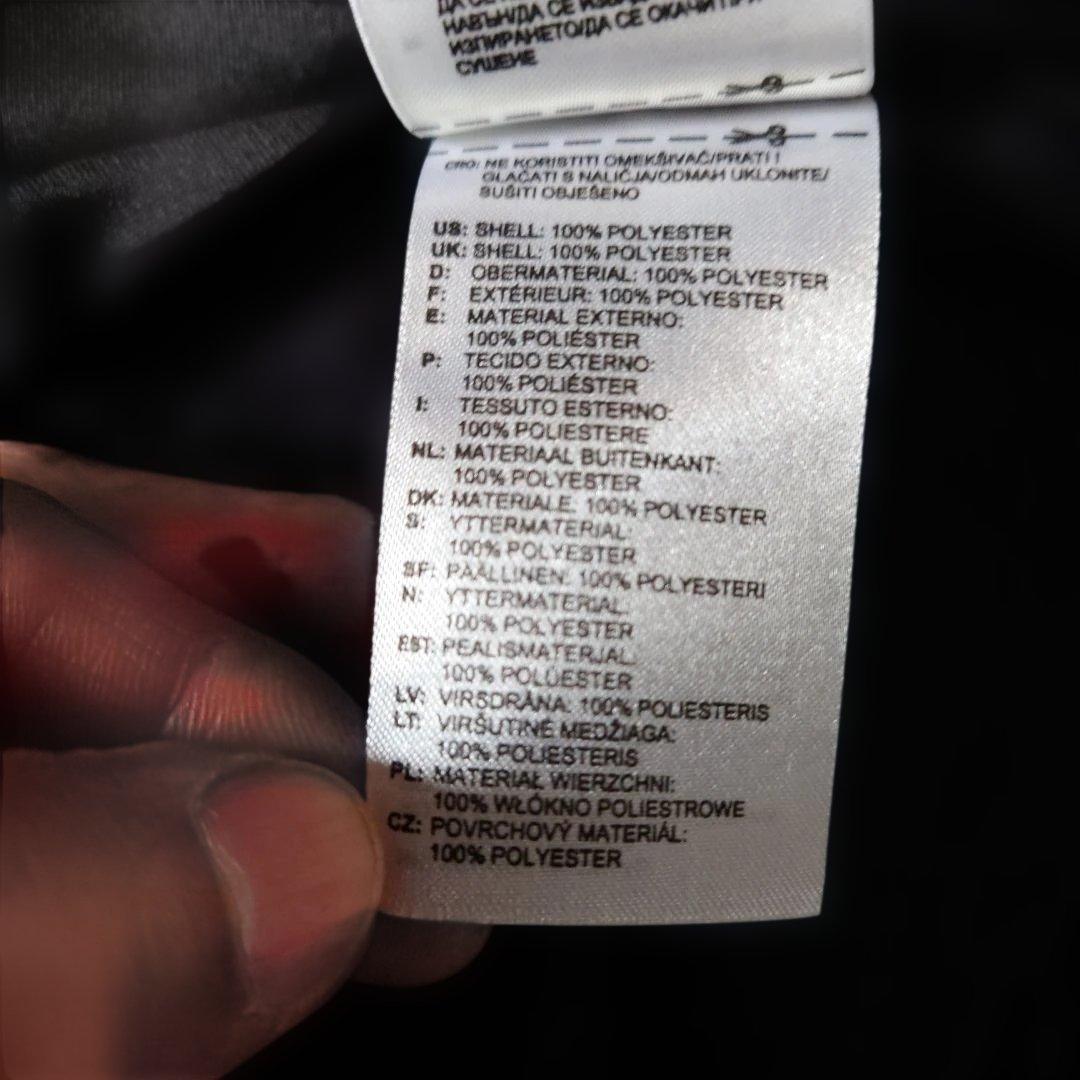 НАВЪН/ДА СЕ
ИЗПИРАНЕТО/ДА СЕ ОКАЧИ ПРИ
СУШЕНЕ
CRO: NE KORISTITI OMEKŠIVAČ/PRATI I
GLAČATI S NALIČJA/ODMAH UKLONITE/
SUŠITI OBJEŠENO
US: SHELL: 100% POLYESTER
UK: SHELL: 100% POLYESTER
D: OBERMATERIAL: 100% POLYESTER
F: EXTÉRIEUR: 100% POLYESTER
E: MATERIAL EXTERNO:
100% POLIÉSTER
P: TECIDO EXTERNO:
100% POLIÉSTER
I: TESSUTO ESTERNO:
100% POLIESTERE
NL: MATERIAAL BUITENKANT:
100% POLYESTER
DK: MATERIALE: 100% POLYESTER
S: YTTERMATERIAL:
100% POLYESTER
SF: PÄÄLLINEN: 100% POLYESTERI
N: YTTERMATERIAL:
100% POLYESTER
EST: PEALISMATERJAL:
100% POLÜESTER
LV: VIRSDRĀNA: 100% POLIESTERIS
LT: VIRŠUTINĖ MEDŽIAGA:
100% POLIESTERIS
PL: MATERIAŁ WIERZCHNI:
100% WŁÓKNO POLIESTROWE
CZ: POVRCHOVÝ MATERIÁL:
100% POLYESTER